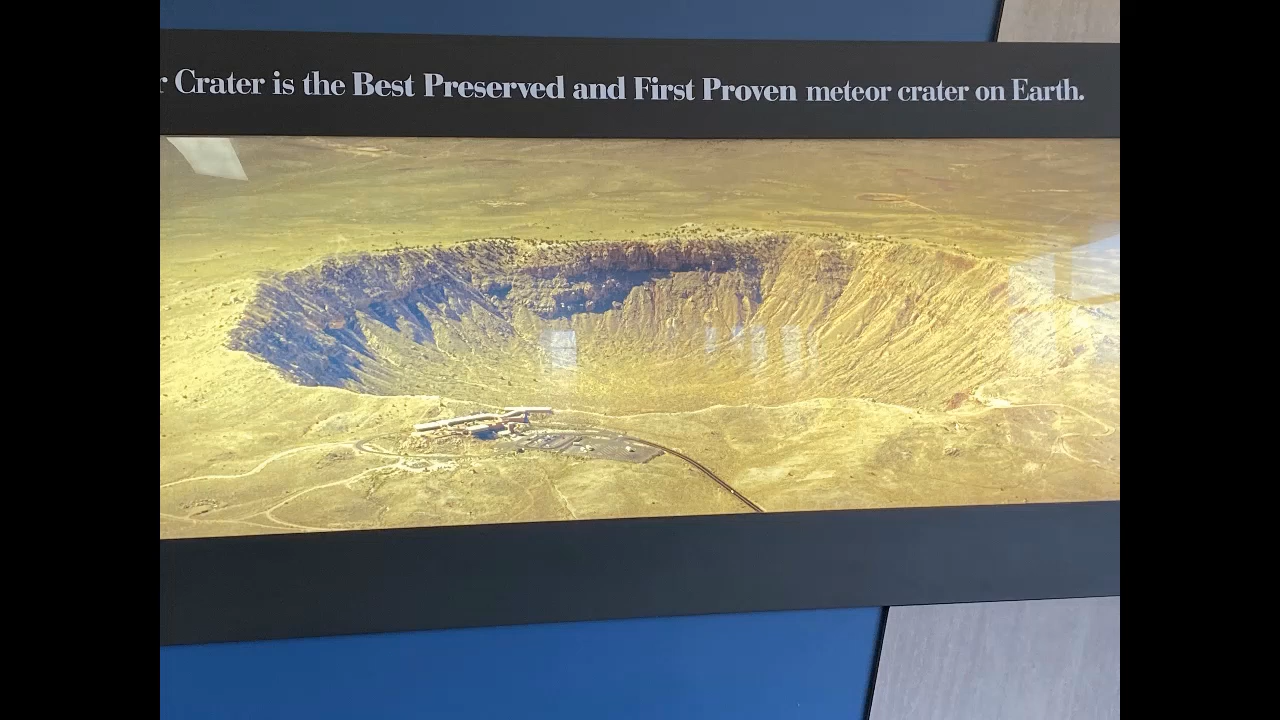 r Crater is the Best Preserved and First Proven meteor crater on Earth.